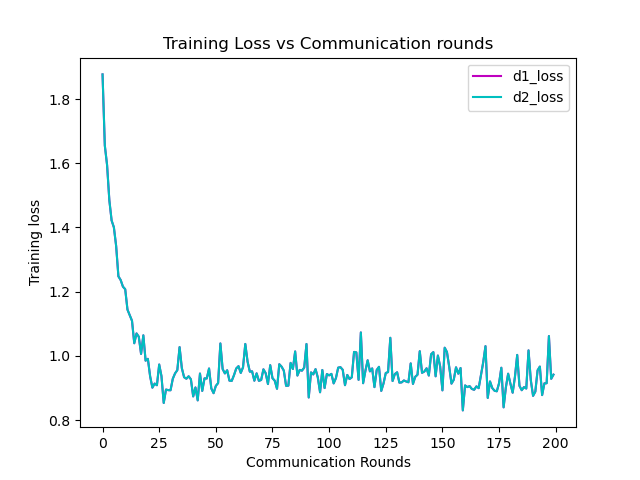 Training Loss vs Communication rounds
d1_loss
d2_loss
1.8
1.6
1.4
1.2
1.0
0.8
Training loss
0 25 50 75 100 125 150 175 200
Communication Rounds